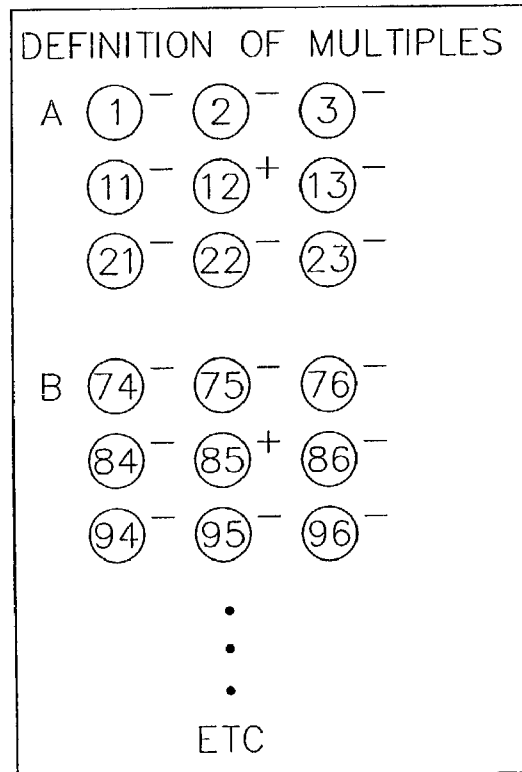 DEFINITION OF MULTIPLES
A 1 − 2 − 3 −
11 − 12 + 13 −
21 − 22 − 23 −
B 74 − 75 − 76 −
84 − 85 + 86 −
94 − 95 − 96 −
ETC